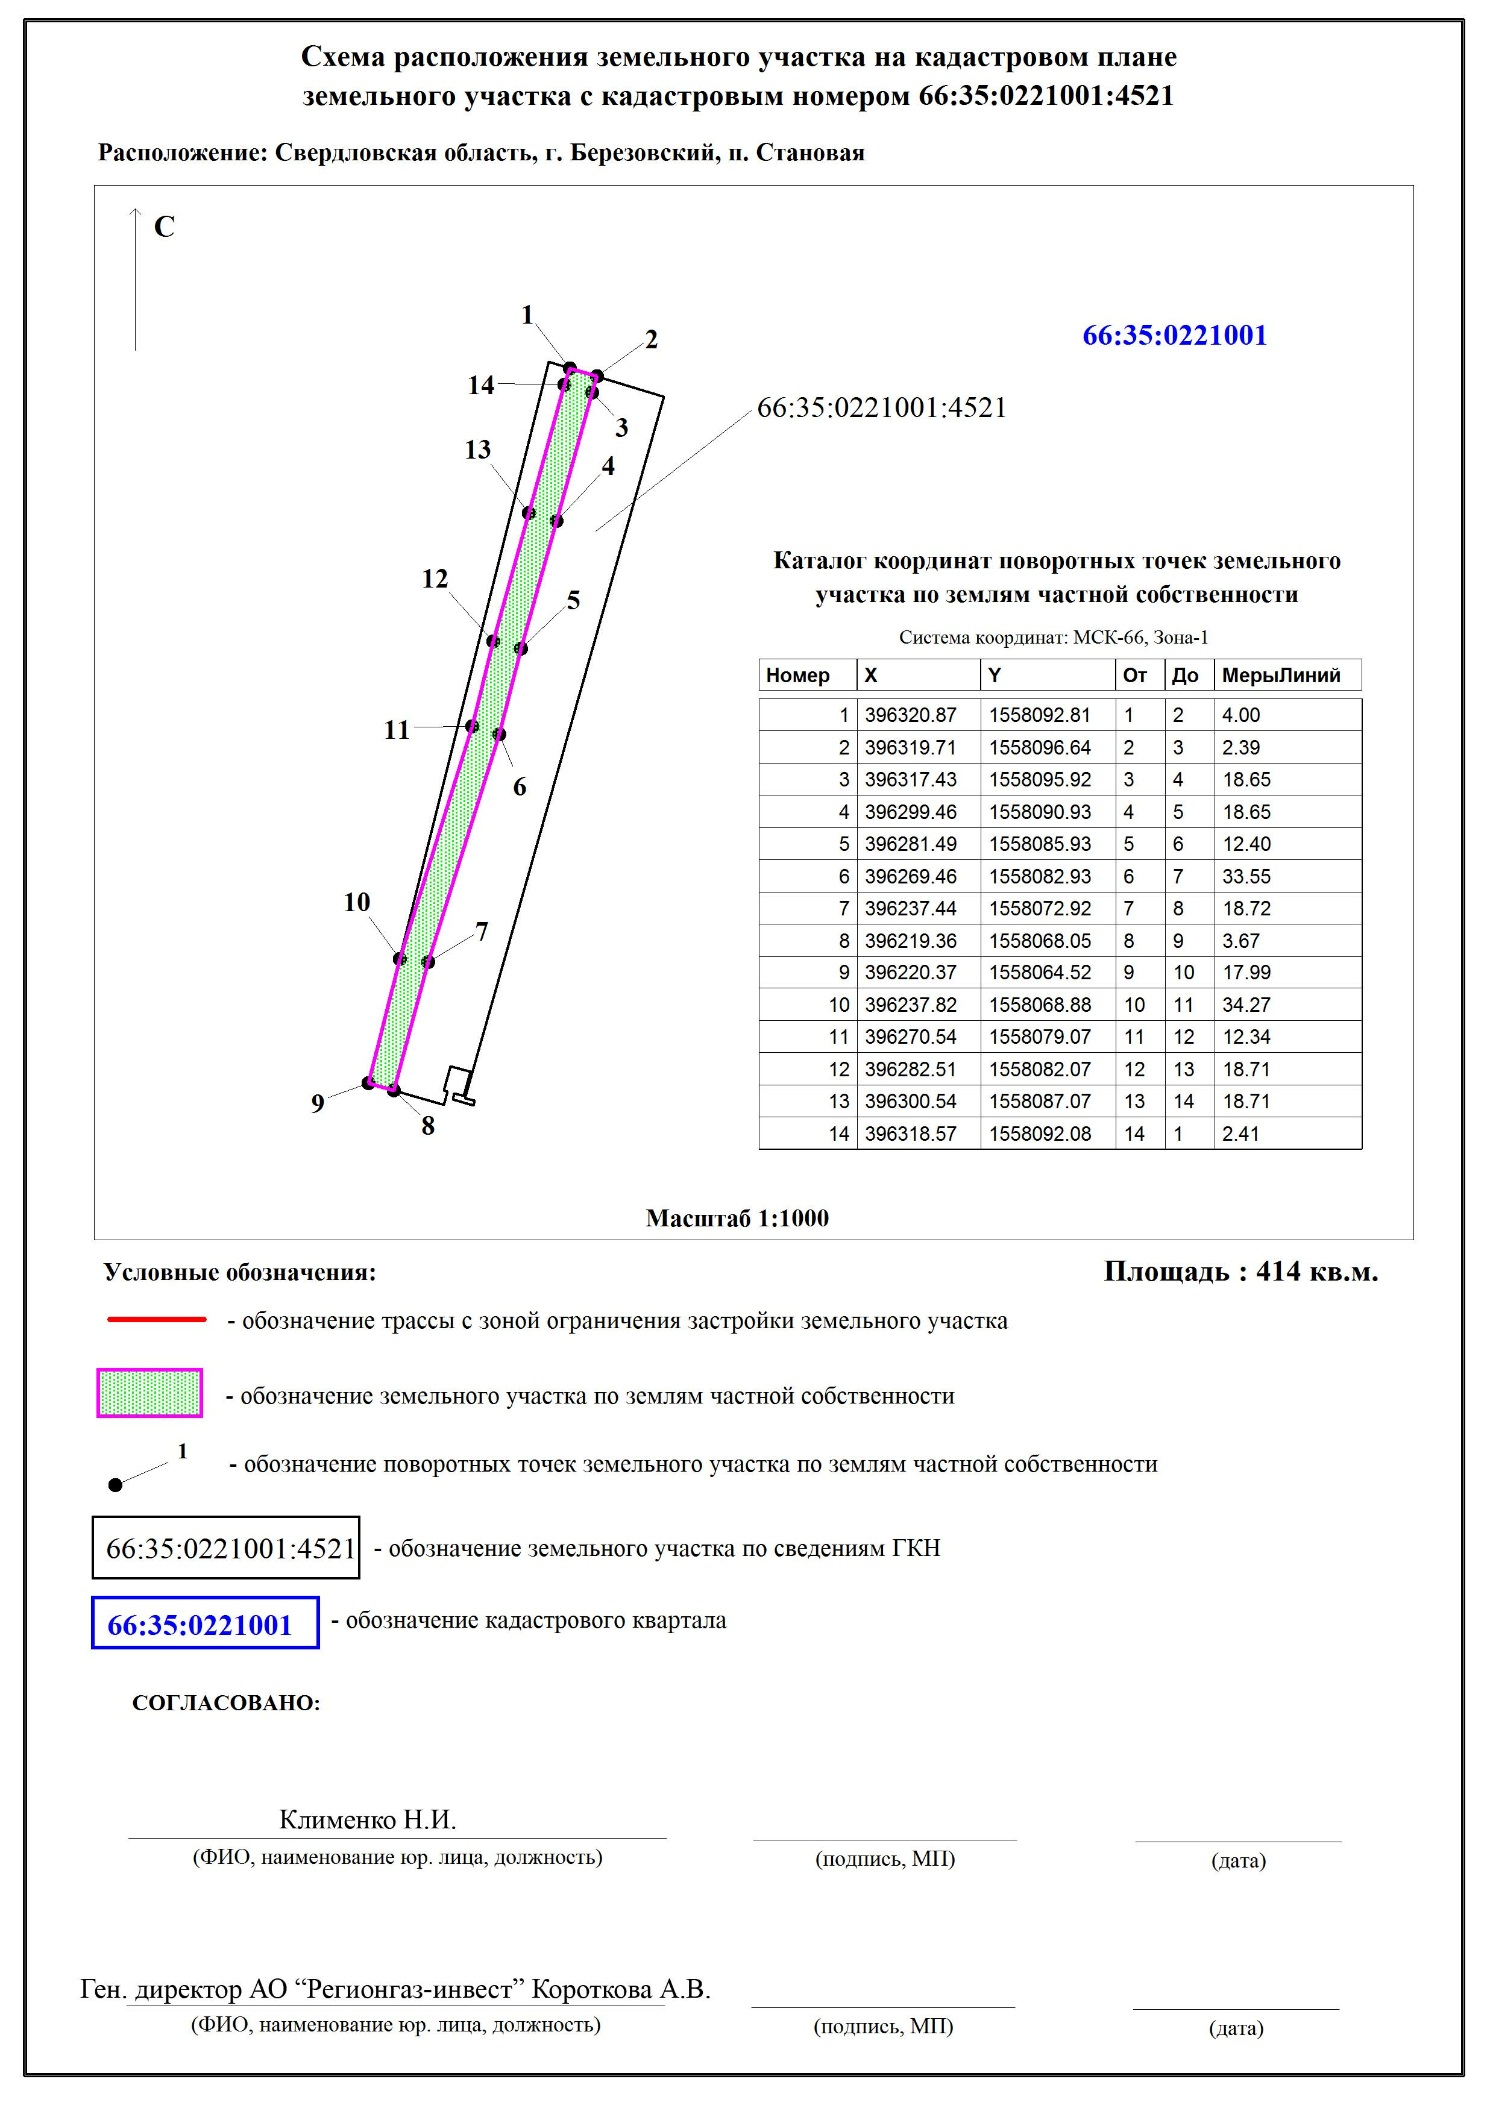 Схема расположения земельного участка на кадастровом плане
земельного участка с кадастровым номером 66:35:0221001:4521
Расположение: Свердловская область, г. Березовский, п. Становая
С
66:35:0221001
66:35:0221001:4521
1
2
3
4
5
6
7
8
9
10
11
12
13
14
Каталог координат поворотных точек земельного
участка по землям частной собственности
Система координат: МСК-66, Зона-1
Номер X Y От До МерыЛиний
1 396320.87 1558092.81 1 2 4.00
2 396319.71 1558096.64 2 3 2.39
3 396317.43 1558095.92 3 4 18.65
4 396299.46 1558090.93 4 5 18.65
5 396281.49 1558085.93 5 6 12.40
6 396269.46 1558082.93 6 7 33.55
7 396237.44 1558072.92 7 8 18.72
8 396219.36 1558068.05 8 9 3.67
9 396220.37 1558064.52 9 10 17.99
10 396237.82 1558068.88 10 11 34.27
11 396270.54 1558079.07 11 12 12.34
12 396282.51 1558082.07 12 13 18.71
13 396300.54 1558087.07 13 14 18.71
14 396318.57 1558092.08 14 1 2.41
Масштаб 1:1000
Условные обозначения:
Площадь : 414 кв.м.
- обозначение трассы с зоной ограничения застройки земельного участка
- обозначение земельного участка по землям частной собственности
1
- обозначение поворотных точек земельного участка по землям частной собственности
66:35:0221001:4521 - обозначение земельного участка по сведениям ГКН
66:35:0221001 - обозначение кадастрового квартала
СОГЛАСОВАНО:
Клименко Н.И.
(ФИО, наименование юр. лица, должность) (подпись, МП) (дата)
Ген. директор АО “Регионгаз-инвест” Короткова А.В.
(ФИО, наименование юр. лица, должность) (подпись, МП) (дата)